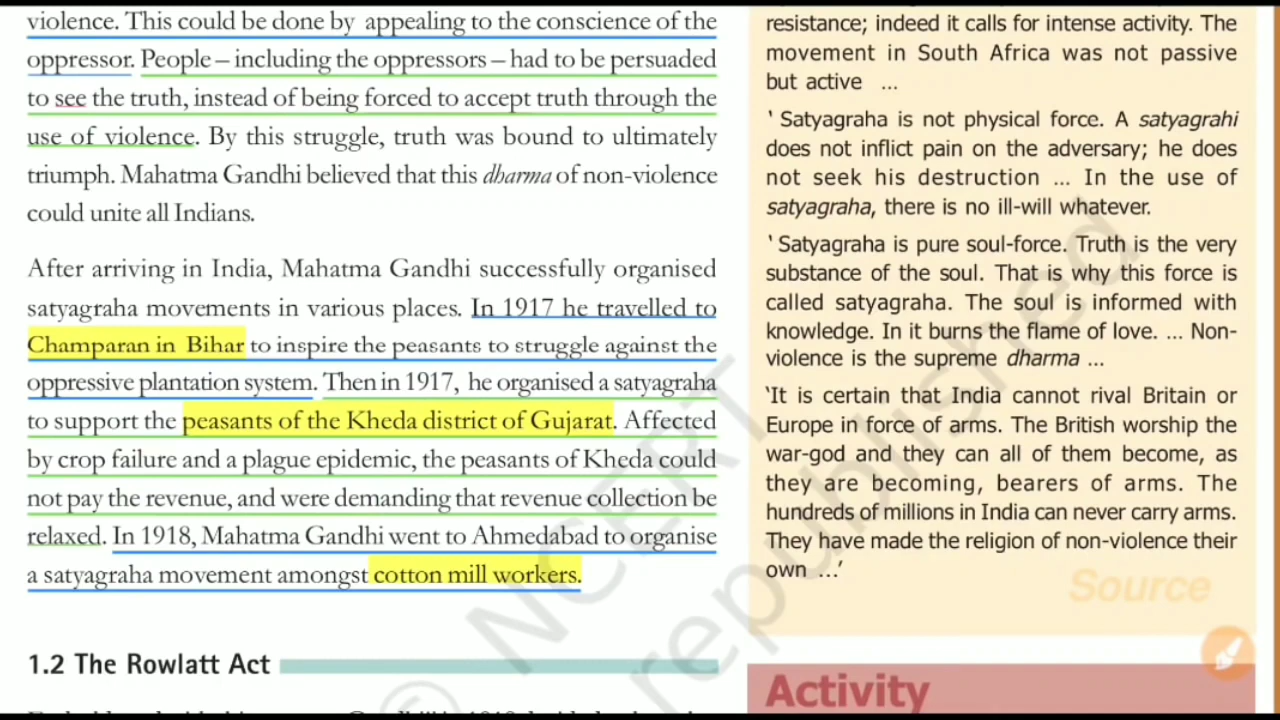 violence. This could be done by appealing to the conscience of the
oppressor. People – including the oppressors – had to be persuaded
to see the truth, instead of being forced to accept truth through the
use of violence. By this struggle, truth was bound to ultimately
triumph. Mahatma Gandhi believed that this dharma of non-violence
could unite all Indians.
After arriving in India, Mahatma Gandhi successfully organised
satyagraha movements in various places. In 1917 he travelled to
Champaran in Bihar to inspire the peasants to struggle against the
oppressive plantation system. Then in 1917, he organised a satyagraha
to support the peasants of the Kheda district of Gujarat. Affected
by crop failure and a plague epidemic, the peasants of Kheda could
not pay the revenue, and were demanding that revenue collection be
relaxed. In 1918, Mahatma Gandhi went to Ahmedabad to organise
a satyagraha movement amongst cotton mill workers.
1.2 The Rowlatt Act
resistance; indeed it calls for intense activity. The
movement in South Africa was not passive
but active ...
' Satyagraha is not physical force. A satyagrahi
does not inflict pain on the adversary; he does
not seek his destruction ... In the use of
satyagraha, there is no ill-will whatever.
' Satyagraha is pure soul-force. Truth is the very
substance of the soul. That is why this force is
called satyagraha. The soul is informed with
knowledge. In it burns the flame of love. ... Non-
violence is the supreme dharma ...
'It is certain that India cannot rival Britain or
Europe in force of arms. The British worship the
war-god and they can all of them become, as
they are becoming, bearers of arms. The
hundreds of millions in India can never carry arms.
They have made the religion of non-violence their
own ...'
Source
Activity
© NCERT
republished